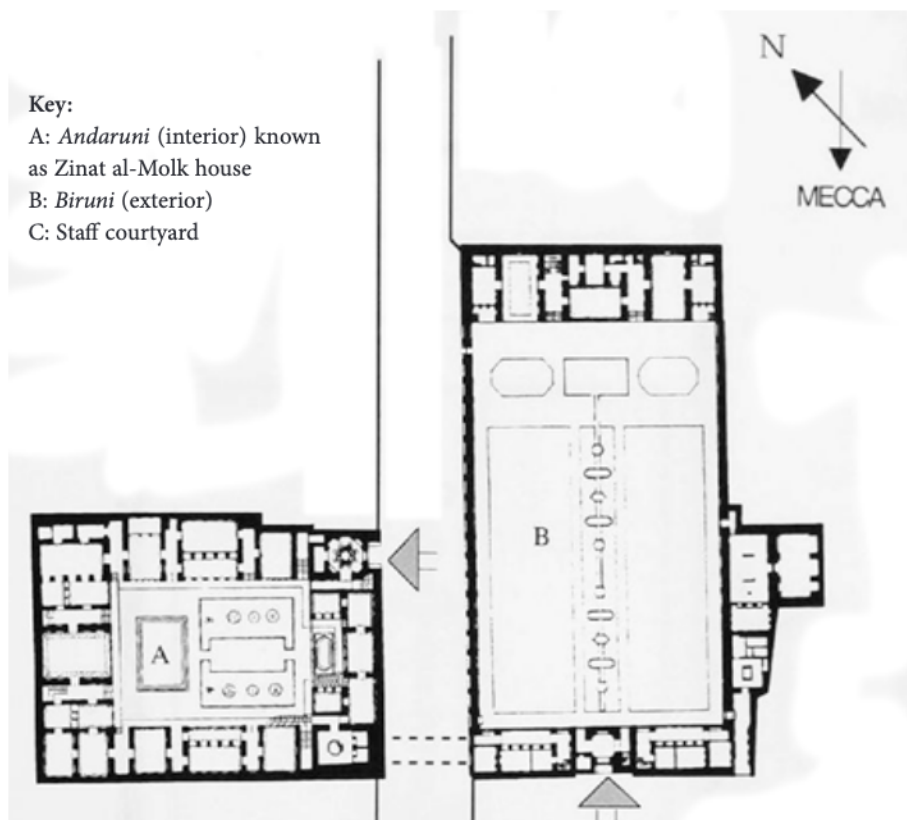 Key:
A: Andaruni (interior) known
as Zinat al-Molk house
B: Biruni (exterior)
C: Staff courtyard
N
MECCA
A
B